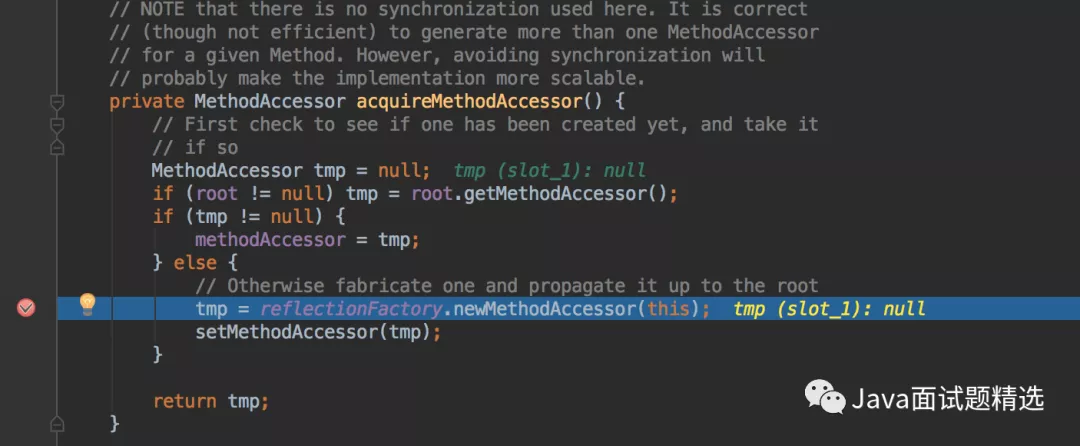 // NOTE that there is no synchronization used here. It is correct
// (though not efficient) to generate more than one MethodAccessor
// for a given Method. However, avoiding synchronization will
// probably make the implementation more scalable.
private MethodAccessor acquireMethodAccessor() {
// First check to see if one has been created yet, and take it
// if so
MethodAccessor tmp = null;  tmp (slot_1): null
if (root != null) tmp = root.getMethodAccessor();
if (tmp != null) {
methodAccessor = tmp;
} else {
// Otherwise fabricate one and propagate it up to the root
tmp = reflectionFactory.newMethodAccessor(this);  tmp (slot_1): null
setMethodAccessor(tmp);
}
return tmp;
}
Java面试题精选